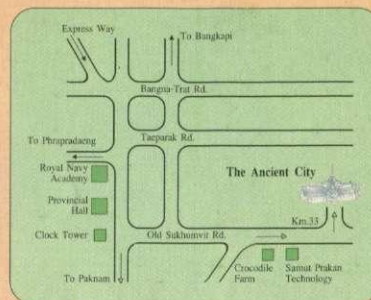 Express Way
To Bangkapi
Bangna-Trat Rd.
To Phrapradaeng
Taeparak Rd.
Royal Navy
Academy
The Ancient City
Provincial
Hall
Km.33
Clock Tower
Old Sukhumvit Rd.
To Paknam
Crocodile
Farm
Samut Prakan
Technology